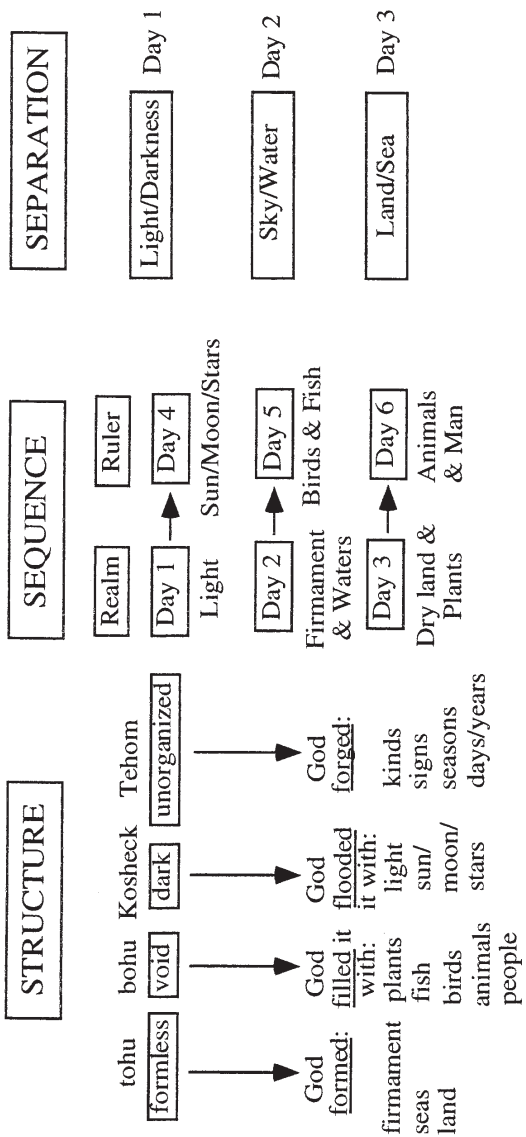 STRUCTURE
tohu
formless
God
formed:
firmament
seas
land
bohu
void
God
filled it
with:
plants
fish
birds
animals
people
Kosheck
dark
God
flooded
it with:
light
sun/
moon/
stars
Tehom
unorganized
God
forged:
kinds
signs
seasons
days/years
SEQUENCE
Realm Ruler
Day 1 Day 4
Light Sun/Moon/Stars
Day 2 Day 5
Firmament Birds & Fish
& Waters
Day 3 Day 6
Dry land & Animals
Plants & Man
SEPARATION
Light/Darkness Day 1
Sky/Water Day 2
Land/Sea Day 3